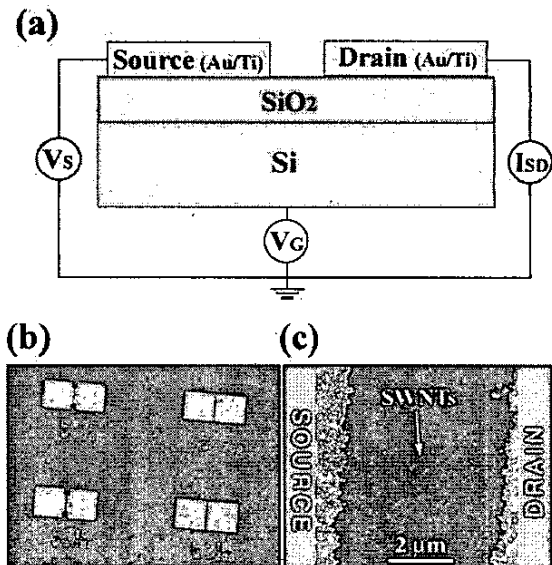 (a)
Source (Au/Ti)
Drain (Au/Ti)
SiO2
Si
VS
ISD
VG
(b)
(c)
SOURCE
SWNTs
DRAIN
2 μm